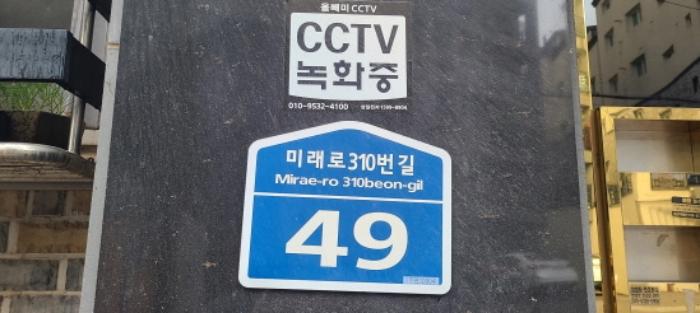 올빼미 CCTV
CCTV
녹화중
010-9532-4100
미래로310번길
Mirae-ro 310beon-gil
49